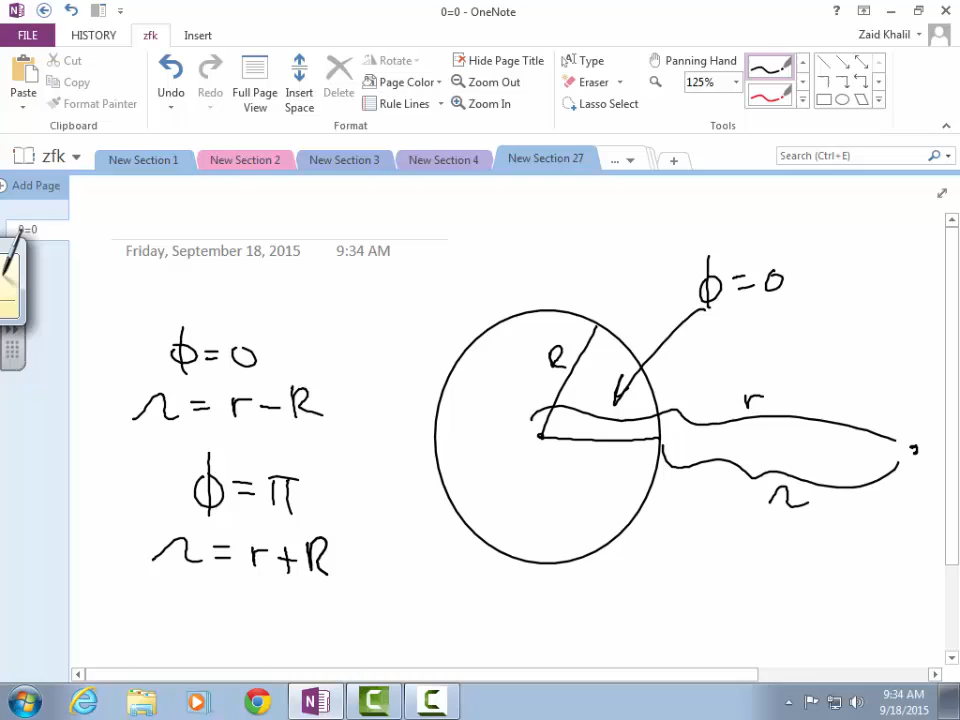 0=0 - OneNote
?
FILE
HISTORY
zfk
Insert
Zaid Khalil
Paste
Cut
Copy
Format Painter
Clipboard
Undo
Redo
Full Page View
Insert Space
Delete
Rotate
Page Color
Rule Lines
Format
Hide Page Title
Zoom Out
Zoom In
Type
Eraser
Lasso Select
Panning Hand
125%
Tools
zfk
New Section 1
New Section 2
New Section 3
New Section 4
New Section 27
...
Search (Ctrl+E)
Add Page
0=0
Friday, September 18, 2015 9:34 AM
ϕ=0
ϕ=0
R
r
𝓇 = r-R
ϕ=π
𝓇
𝓇 = r+R
9:34 AM
9/18/2015